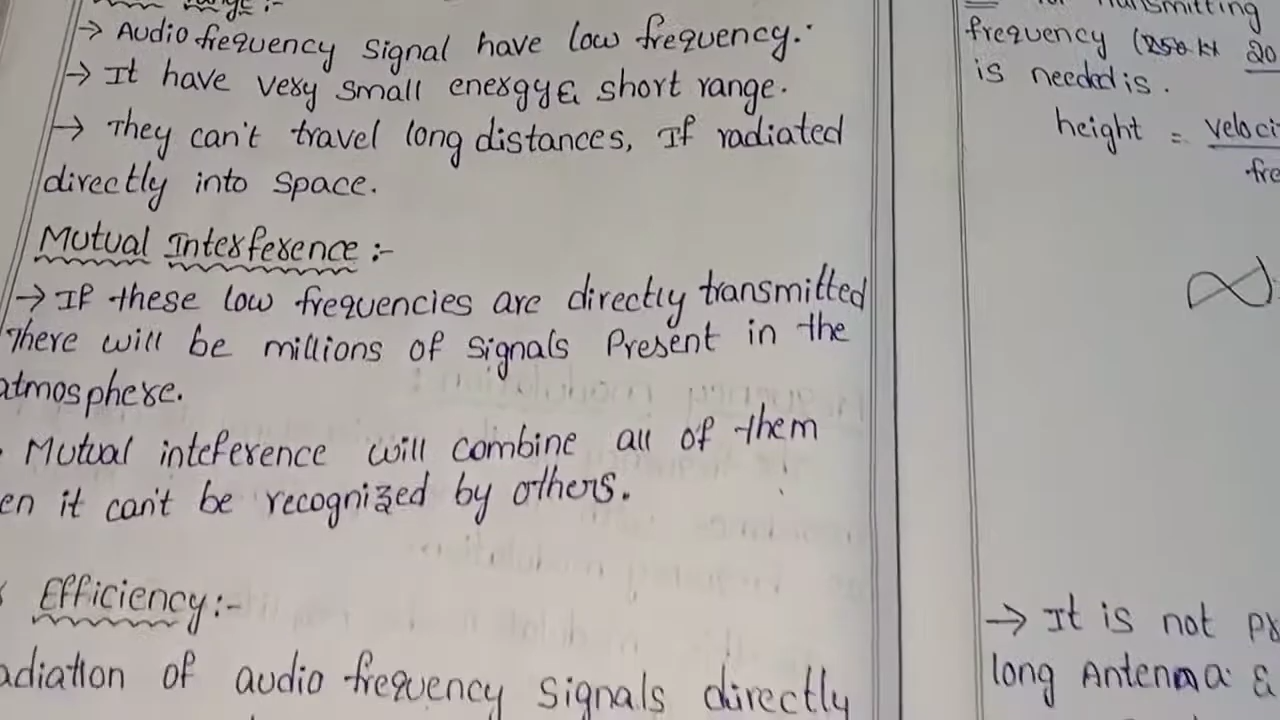 → Audio frequency signal have low frequency.
→ It have very small energy & short range.
→ They can't travel long distances, If radiated
directly into space.
Mutual Interference :-
→ If these low frequencies are directly transmitted
There will be millions of signals Present in the
atmosphere.
Mutual inteference will combine all of them
it can't be recognized by others.
Efficiency :-
of audio frequency signals directly
frequency
is needed is.
height =
→ It is not
long Antenna &